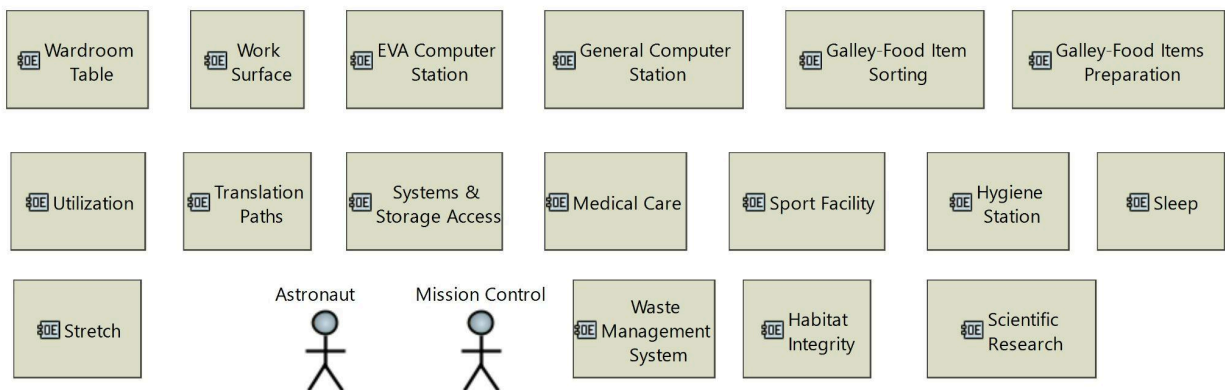 OE Wardroom
Table
OE Work
Surface
OE EVA Computer
Station
OE General Computer
Station
OE Galley-Food Item
Sorting
OE Galley-Food Items
Preparation
OE Utilization
OE Translation
Paths
OE Systems &
Storage Access
OE Medical Care
OE Sport Facility
OE Hygiene
Station
OE Sleep
OE Stretch
Astronaut
Mission Control
OE Waste
Management
System
OE Habitat
Integrity
OE Scientific
Research